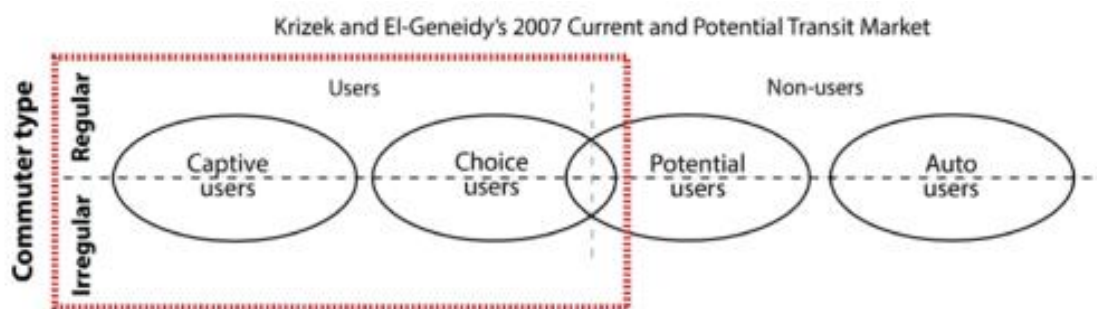 Krizek and El-Geneidy's 2007 Current and Potential Transit Market
Commuter type
Regular
Irregular
Users
Non-users
Captive
users
Choice
users
Potential
users
Auto
users